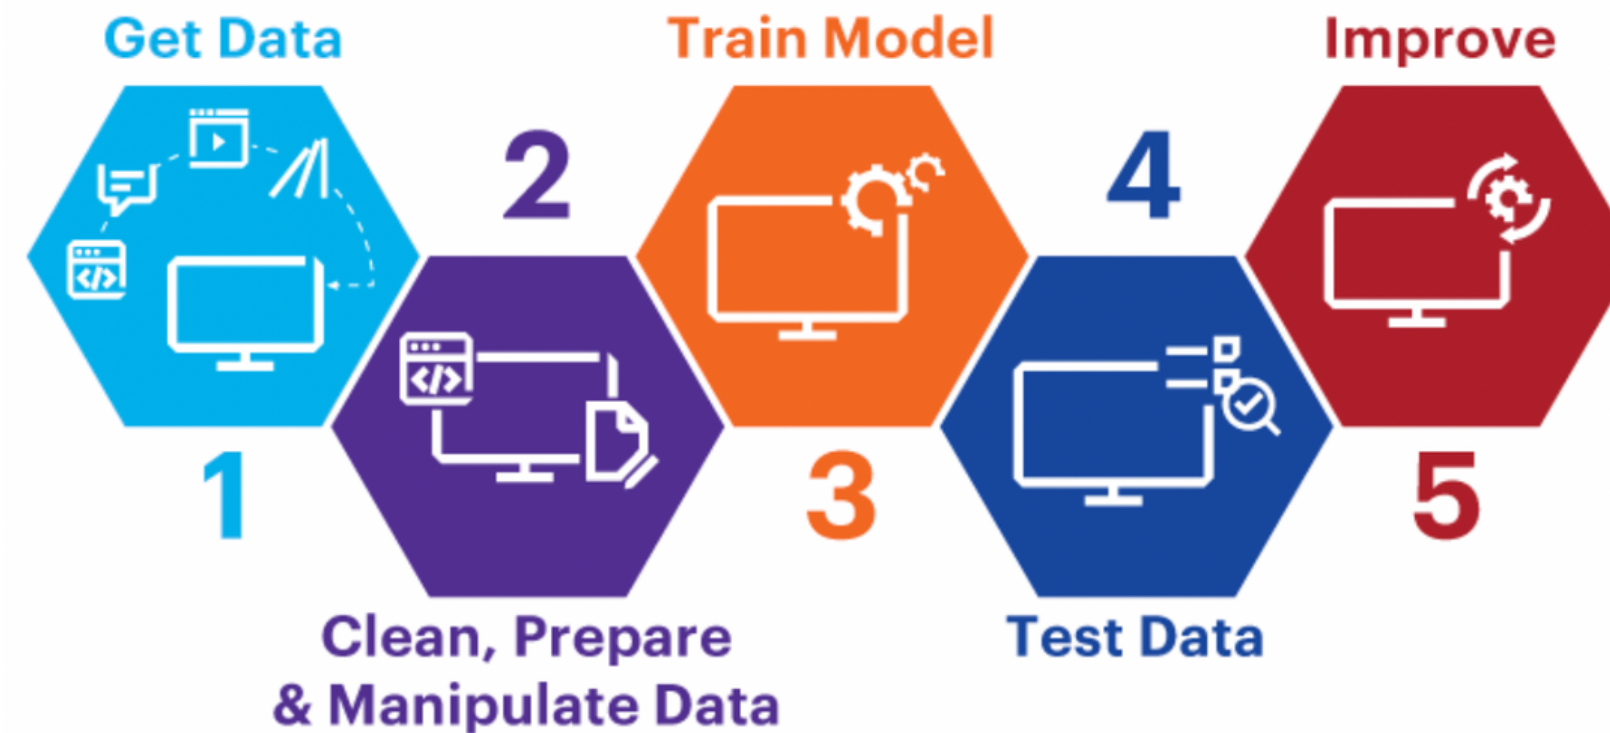 Get Data
1
2
Clean, Prepare
& Manipulate Data
Train Model
3
4
Test Data
Improve
5